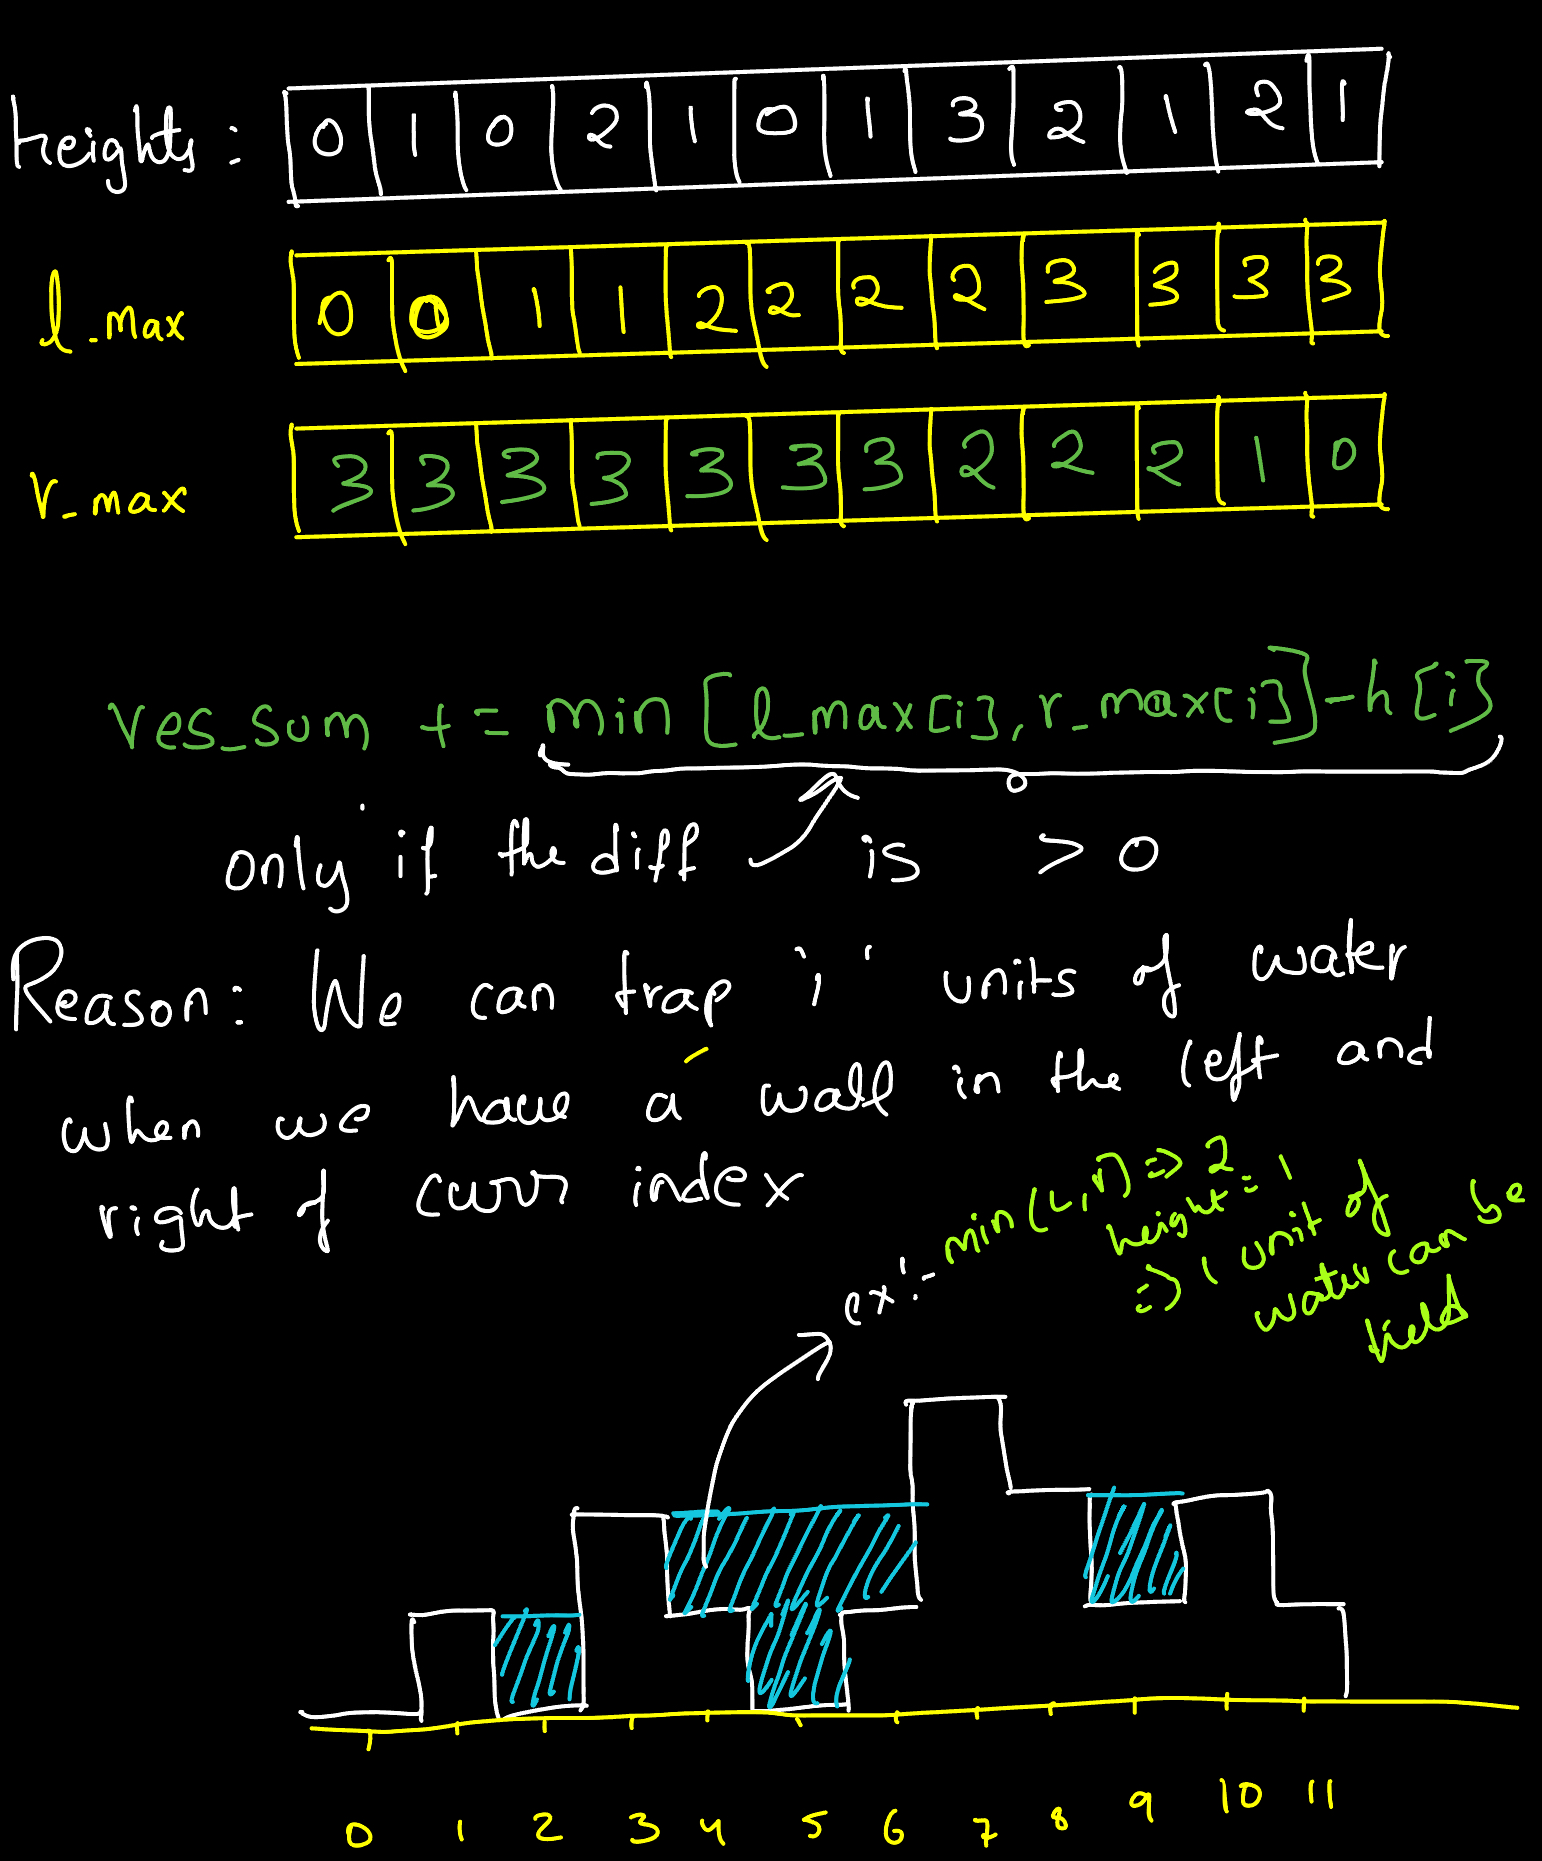 heights : 0 1 0 2 1 0 1 3 2 1 2 1
l_max 0 0 1 1 2 2 2 2 3 3 3 3
r_max 3 3 3 3 3 3 3 2 2 2 1 0
res_sum += min [l_max[i], r_max[i]] - h[i]
only if the diff is > 0
Reason: We can trap 'i' units of water
when we have a wall in the left and
right of curr index
ex:- min(L,r) => 2
height = 1
=> 1 unit of
water can be
held
0 1 2 3 4 5 6 7 8 9 10 11